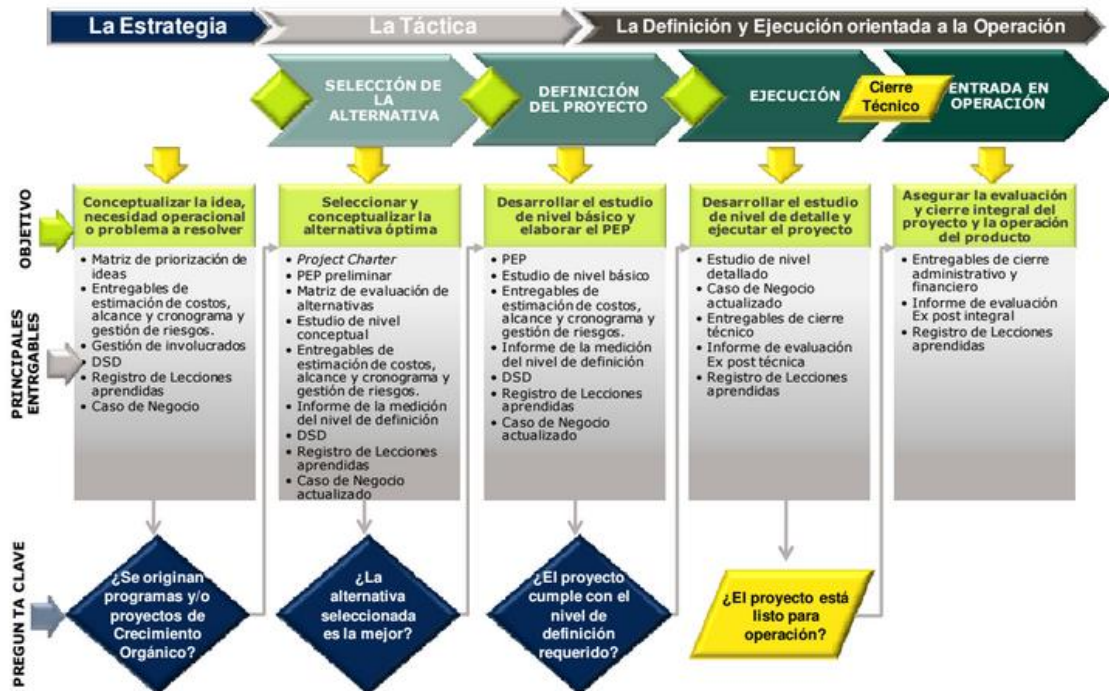 La Estrategia
La Táctica
La Definición y Ejecución orientada a la Operación
SELECCIÓN DE
LA
ALTERNATIVA
DEFINICIÓN
DEL PROYECTO
EJECUCIÓN
Cierre
Técnico
ENTRADA EN
OPERACIÓN
OBJETIVO
Conceptualizar la idea,
necesidad operacional
o problema a resolver
Seleccionar y
conceptualizar la
alternativa óptima
Desarrollar el estudio
de nivel básico y
elaborar el PEP
Desarrollar el estudio
de nivel de detalle y
ejecutar el proyecto
Asegurar la evaluación
y cierre integral del
proyecto y la operación
del producto
PRINCIPALES
ENTRGABLES
• Matriz de priorización de
ideas
• Entregables de
estimación de costos,
alcance y cronograma y
gestión de riesgos.
• Gestión de involucrados
• DSD
• Registro de Lecciones
aprendidas
• Caso de Negocio
• Project Charter
• PEP preliminar
• Matriz de evaluación de
alternativas
• Estudio de nivel
conceptual
• Entregables de
estimación de costos,
alcance y cronograma y
gestión de riesgos.
• Informe de la medición
del nivel de definición
• DSD
• Registro de Lecciones
aprendidas
• Caso de Negocio
actualizado
• PEP
• Estudio de nivel básico
• Entregables de
estimación de costos,
alcance y cronograma y
gestión de riesgos.
• Informe de la medición
del nivel de definición
• DSD
• Registro de Lecciones
aprendidas
• Caso de Negocio
actualizado
• Estudio de nivel
detallado
• Caso de Negocio
actualizado
• Entregables de cierre
técnico
• Informe de evaluación
Ex post técnica
• Registro de Lecciones
aprendidas
• Entregables de cierre
administrativo y
financiero
• Informe de evaluación
Ex post integral
• Registro de Lecciones
aprendidas
PREGUNTA CLAVE
¿Se originan
programas y/o
proyectos de
Crecimiento
Orgánico?
¿La
alternativa
seleccionada
es la mejor?
¿El proyecto
cumple con el
nivel de
definición
requerido?
¿El proyecto está
listo para
operación?